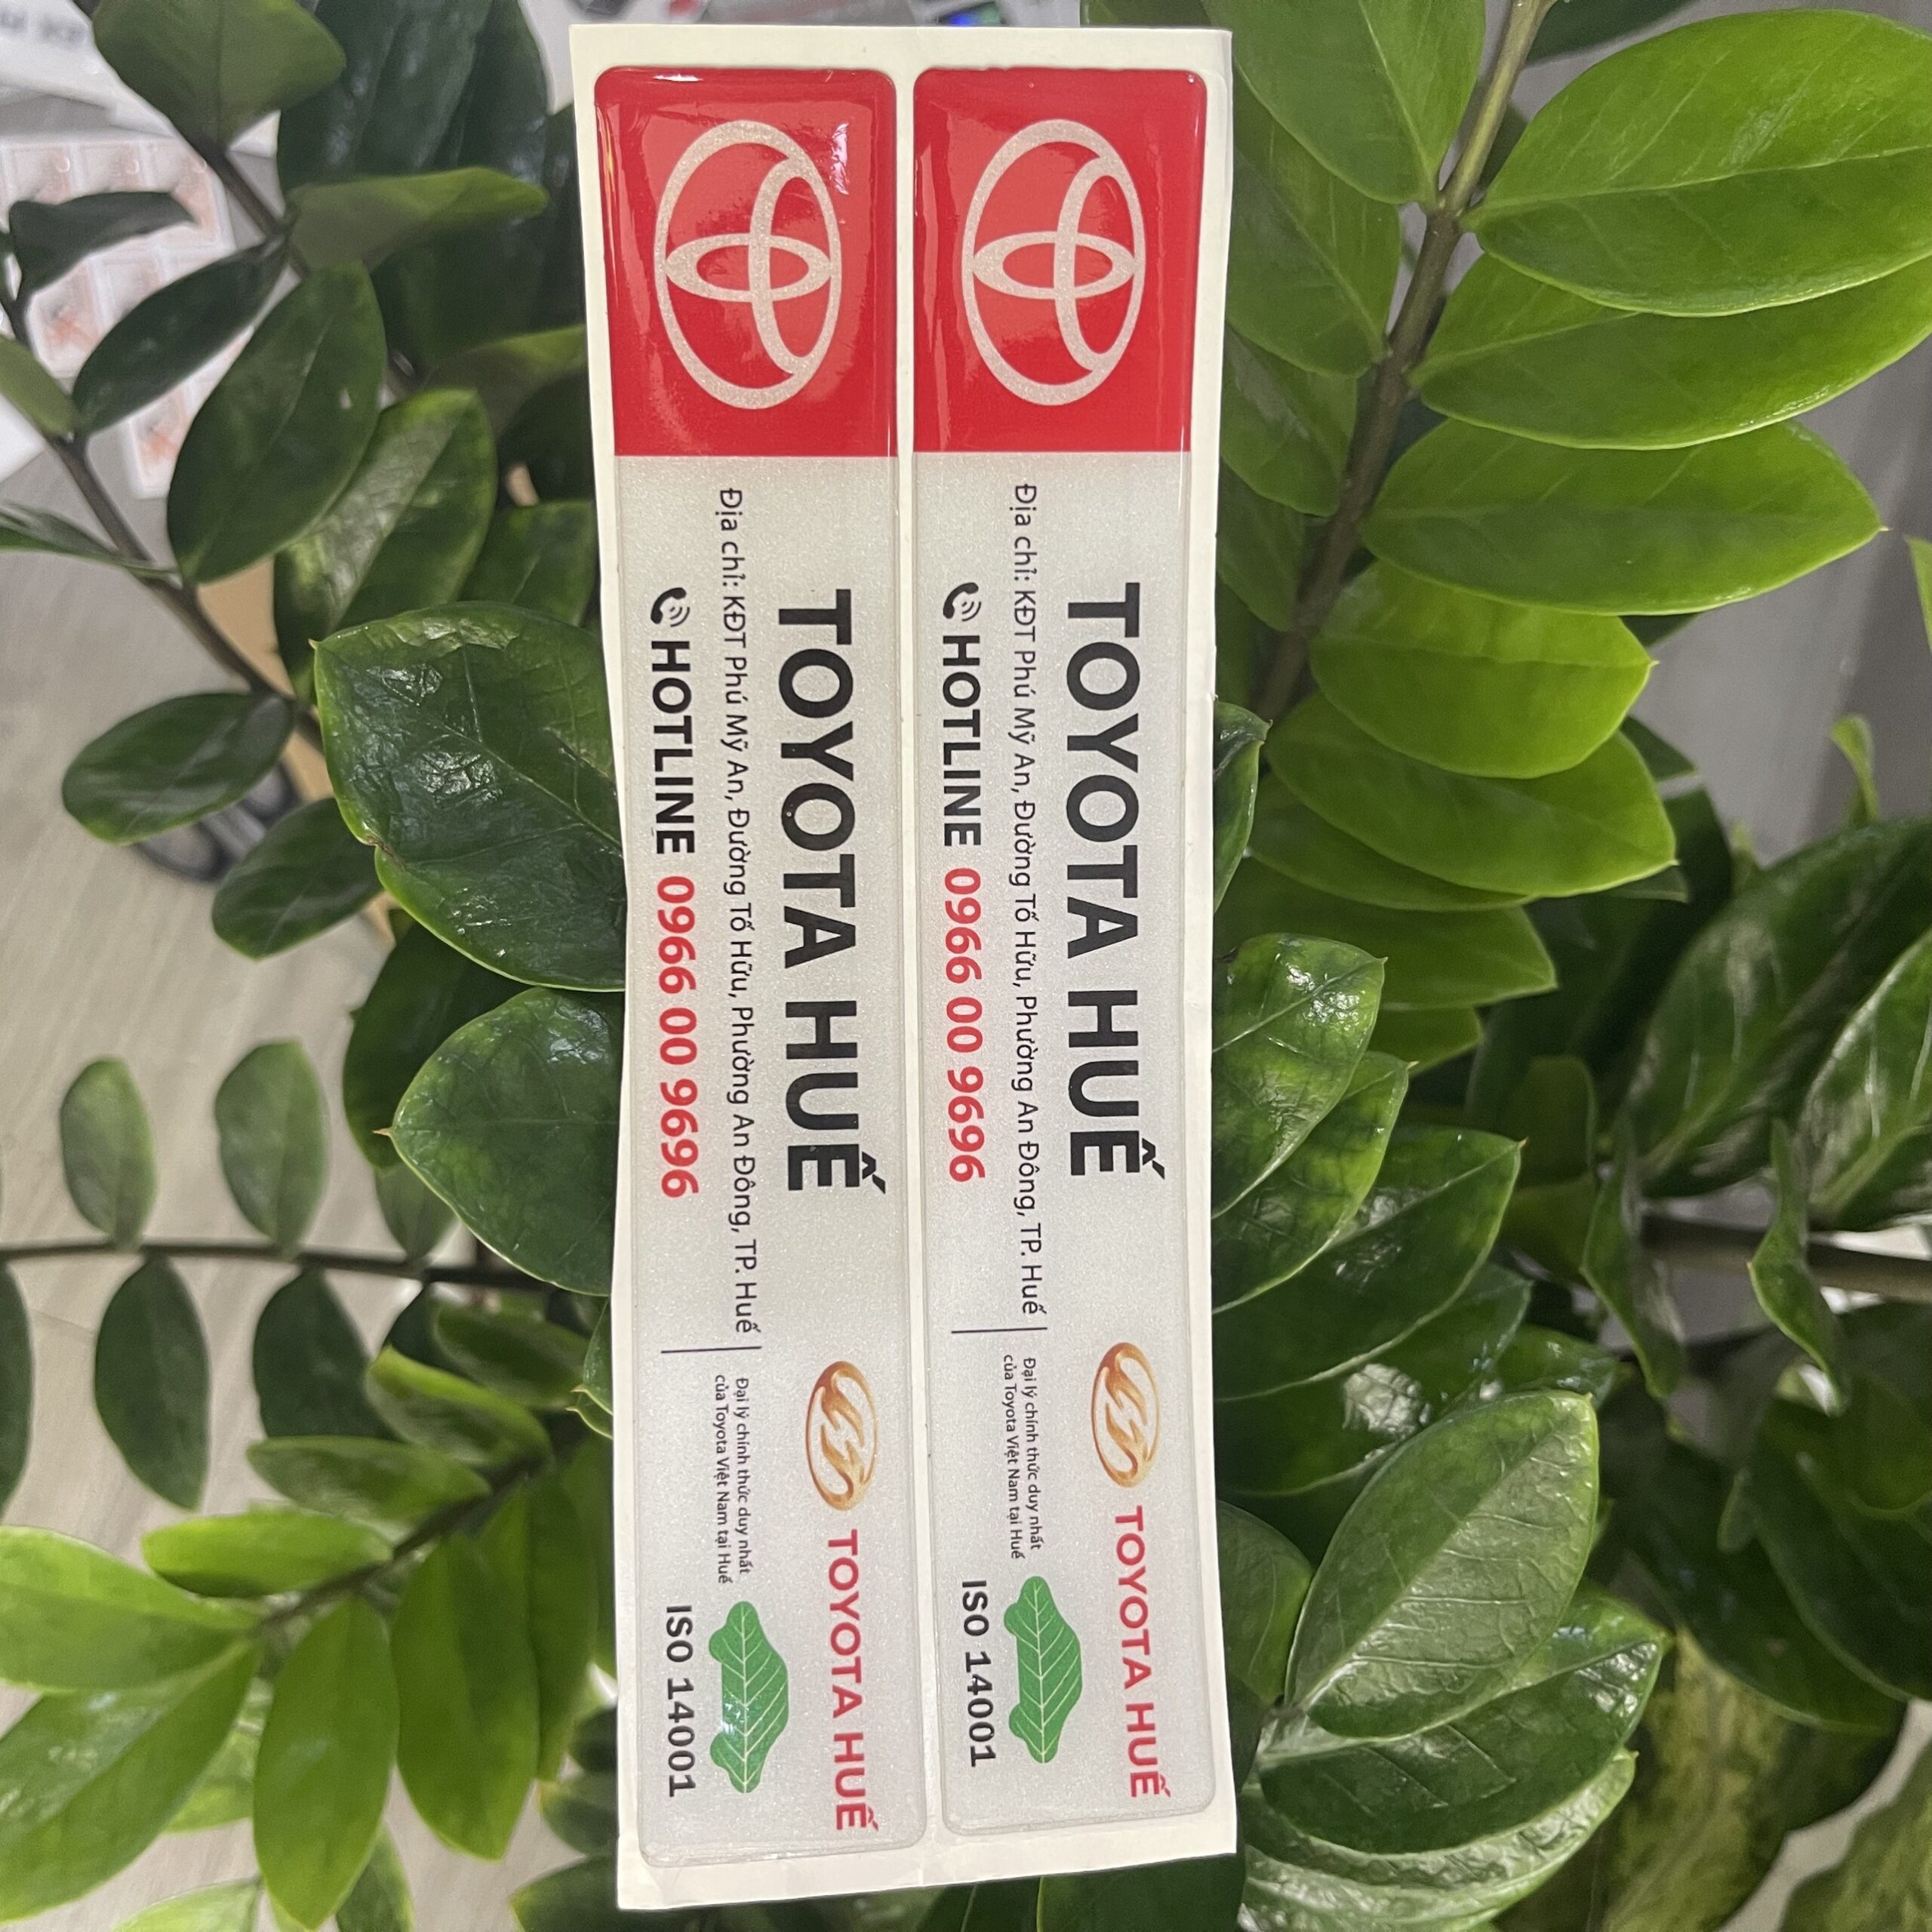 TOYOTA HUẾ
Địa chỉ: KĐT Phú Mỹ An, Đường Tố Hữu, Phường An Đông, TP. Huế
HOTLINE 0966 00 9696
TOYOTA HUẾ
Đại lý chính thức duy nhất
của Toyota Việt Nam tại Huế
ISO 14001
TOYOTA HUẾ
Địa chỉ: KĐT Phú Mỹ An, Đường Tố Hữu, Phường An Đông, TP. Huế
HOTLINE 0966 00 9696
TOYOTA HUẾ
Đại lý chính thức duy nhất
của Toyota Việt Nam tại Huế
ISO 14001